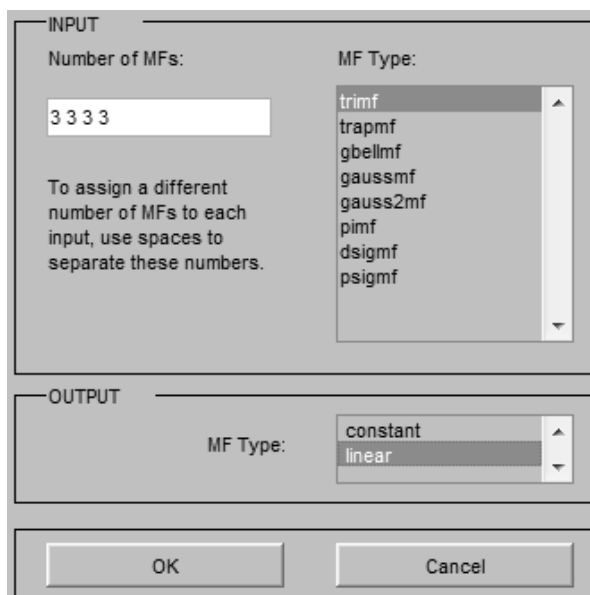 INPUT
Number of MFs:
3 3 3 3
To assign a different
number of MFs to each
input, use spaces to
separate these numbers.
MF Type:
trimf
trapmf
gbellmf
gaussmf
gauss2mf
pimf
dsigmf
psigmf
OUTPUT
MF Type:
constant
linear
OK
Cancel